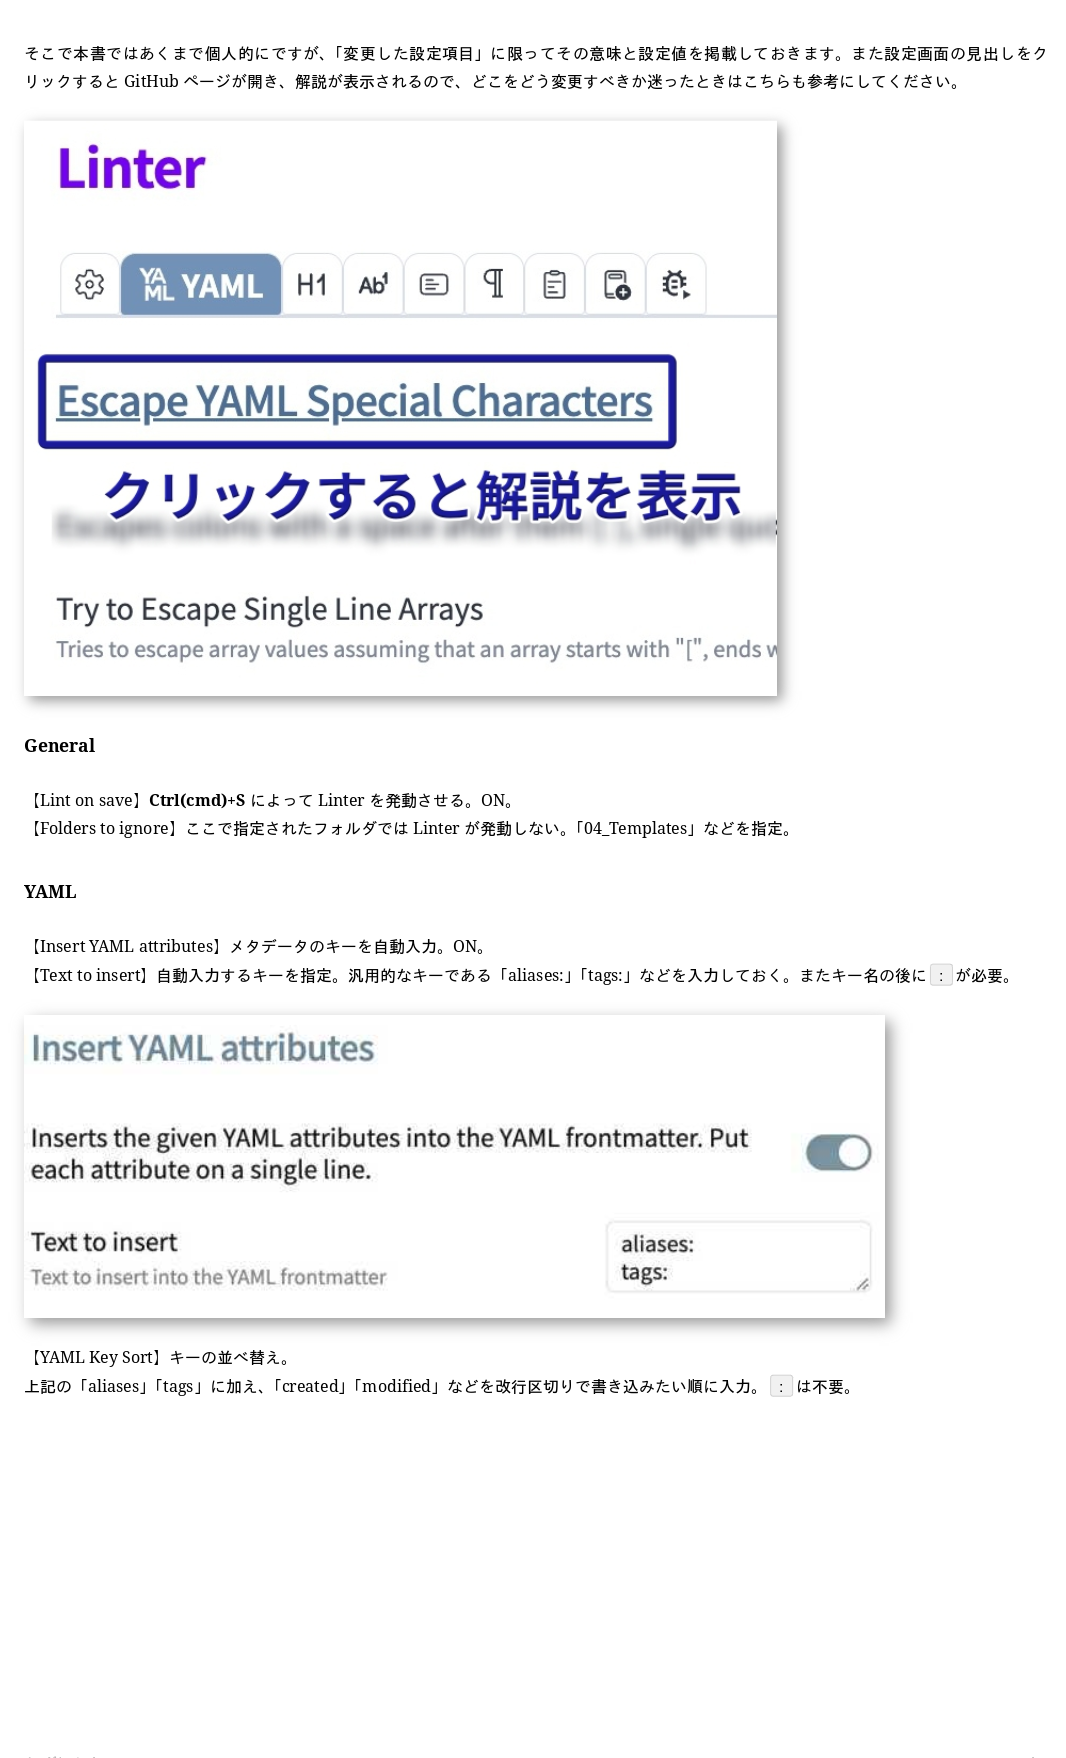 そこで本書ではあくまで個人的にですが、「変更した設定項目」に限ってその意味と設定値を掲載しておきます。また設定画面の見出しをク
リックすると GitHub ページが開き、解説が表示されるので、どこをどう変更すべきか迷ったときはこちらも参考にしてください。
Linter
YAML YAML H1 Ab1
Escape YAML Special Characters
クリックすると解説を表示
Escapes colons with a space after them (: ), single quo
Try to Escape Single Line Arrays
Tries to escape array values assuming that an array starts with "[", ends w
General
【Lint on save】Ctrl(cmd)+S によって Linter を発動させる。ON。
【Folders to ignore】ここで指定されたフォルダでは Linter が発動しない。「04_Templates」などを指定。
YAML
【Insert YAML attributes】メタデータのキーを自動入力。ON。
【Text to insert】自動入力するキーを指定。汎用的なキーである「aliases:」「tags:」などを入力しておく。またキー名の後に : が必要。
Insert YAML attributes
Inserts the given YAML attributes into the YAML frontmatter. Put
each attribute on a single line.
Text to insert
Text to insert into the YAML frontmatter
aliases:
tags:
【YAML Key Sort】キーの並べ替え。
上記の「aliases」「tags」に加え、「created」「modified」などを改行区切りで書き込みたい順に入力。 : は不要。